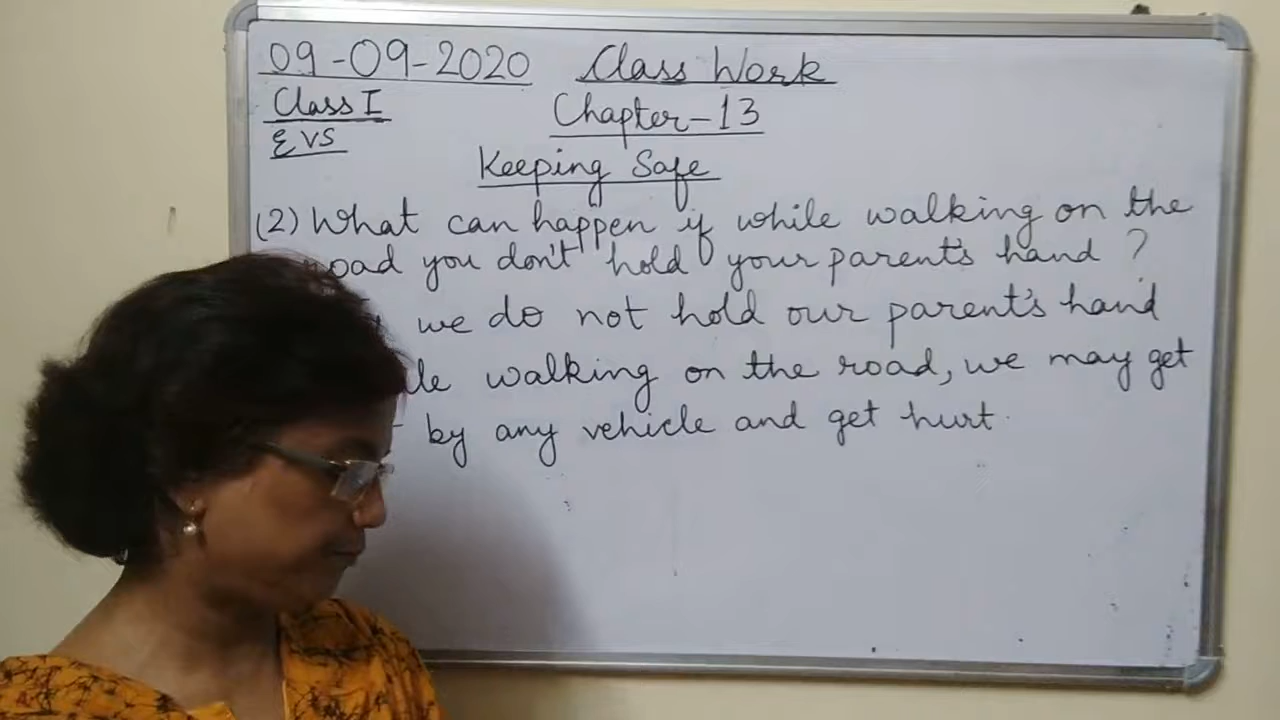 09-09-2020 Class Work
Class I
Chapter-13
EVS
Keeping Safe
(2) What can happen if while walking on the
road you don't hold your parent's hand ?
we do not hold our parent's hand
walking on the road, we may get
by any vehicle and get hurt.